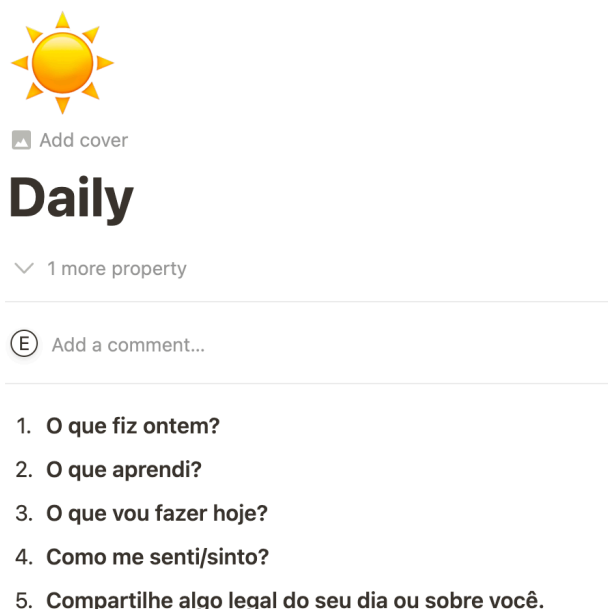 Add cover
Daily
1 more property
E Add a comment...
1. O que fiz ontem?
2. O que aprendi?
3. O que vou fazer hoje?
4. Como me senti/sinto?
5. Compartilhe algo legal do seu dia ou sobre você.